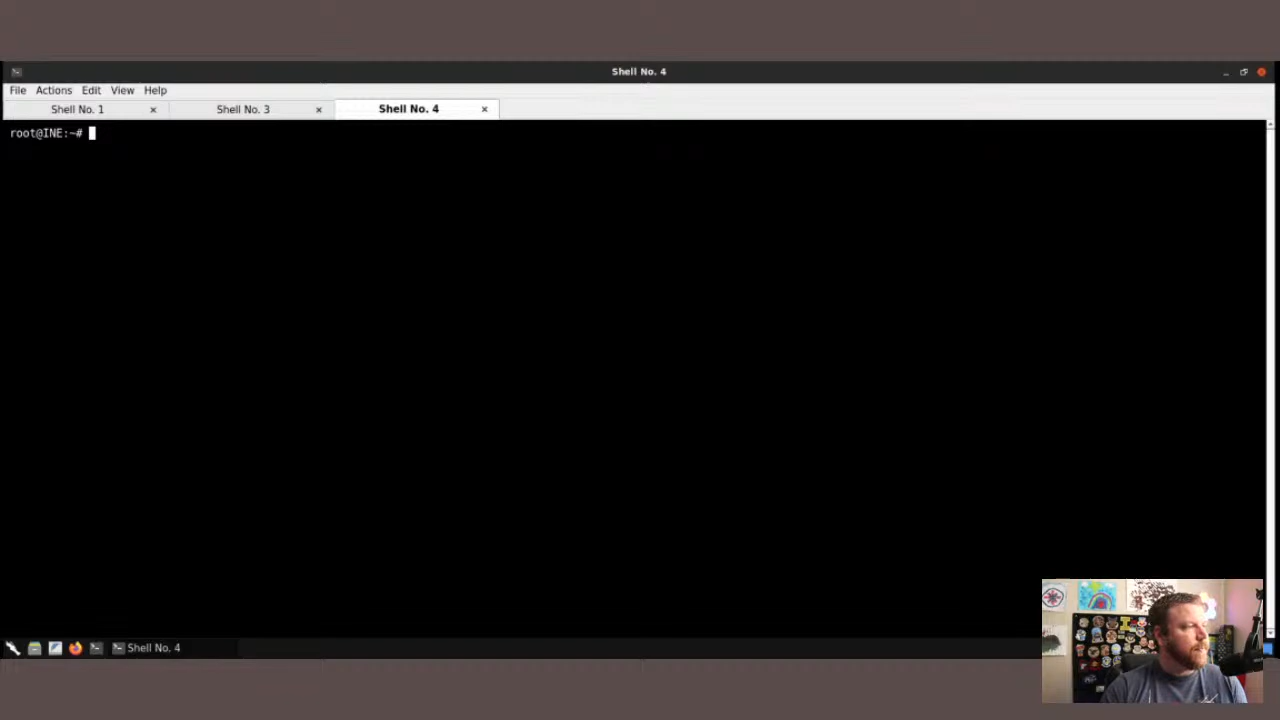 Shell No. 4
File Actions Edit View Help
Shell No. 1 × Shell No. 3 × Shell No. 4 ×
root@INE:~#
Shell No. 4